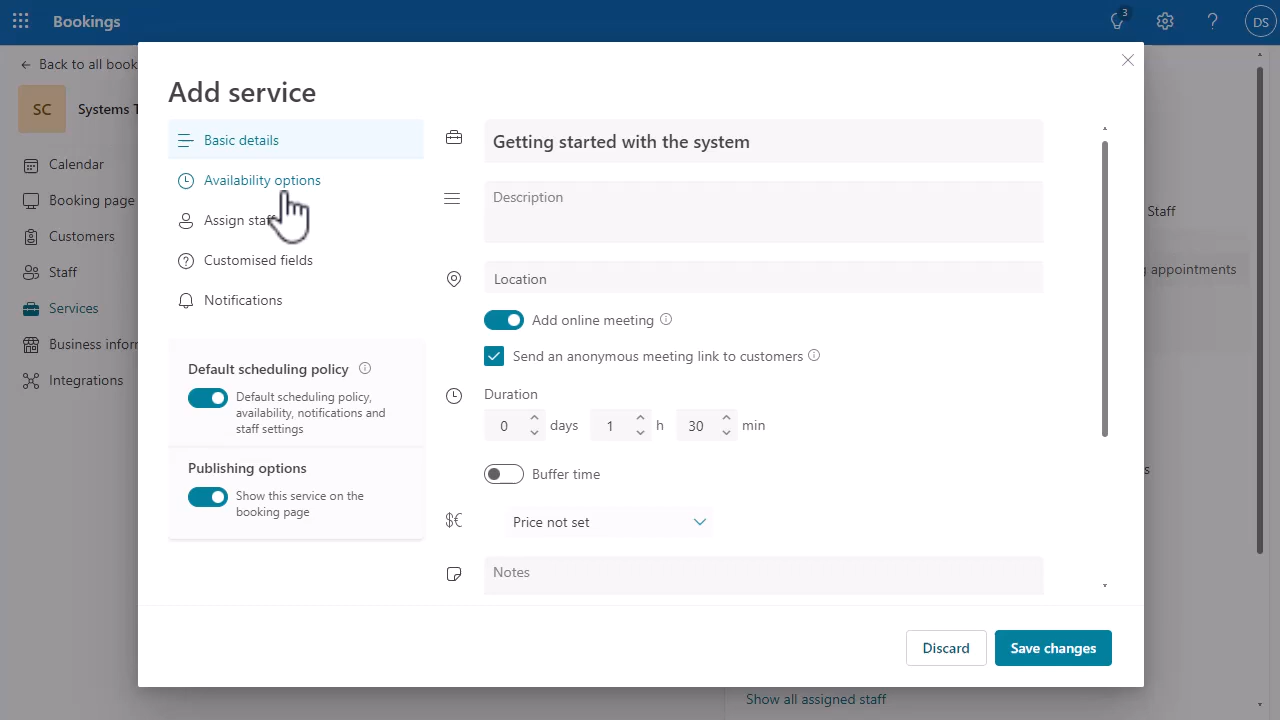 Bookings
3
?
DS
Back to all book
SC
Systems T
Calendar
Booking page
Customers
Staff
Services
Business inforr
Integrations
Add service
Basic details
Availability options
Assign staff
Customised fields
Notifications
Default scheduling policy
Default scheduling policy,
availability, notifications and
staff settings
Publishing options
Show this service on the
booking page
Getting started with the system
Description
Location
Add online meeting
Send an anonymous meeting link to customers
Duration
0 days 1 h 30 min
Buffer time
$€ Price not set
Notes
Discard
Save changes
Staff
g appointments
s
Show all assigned staff